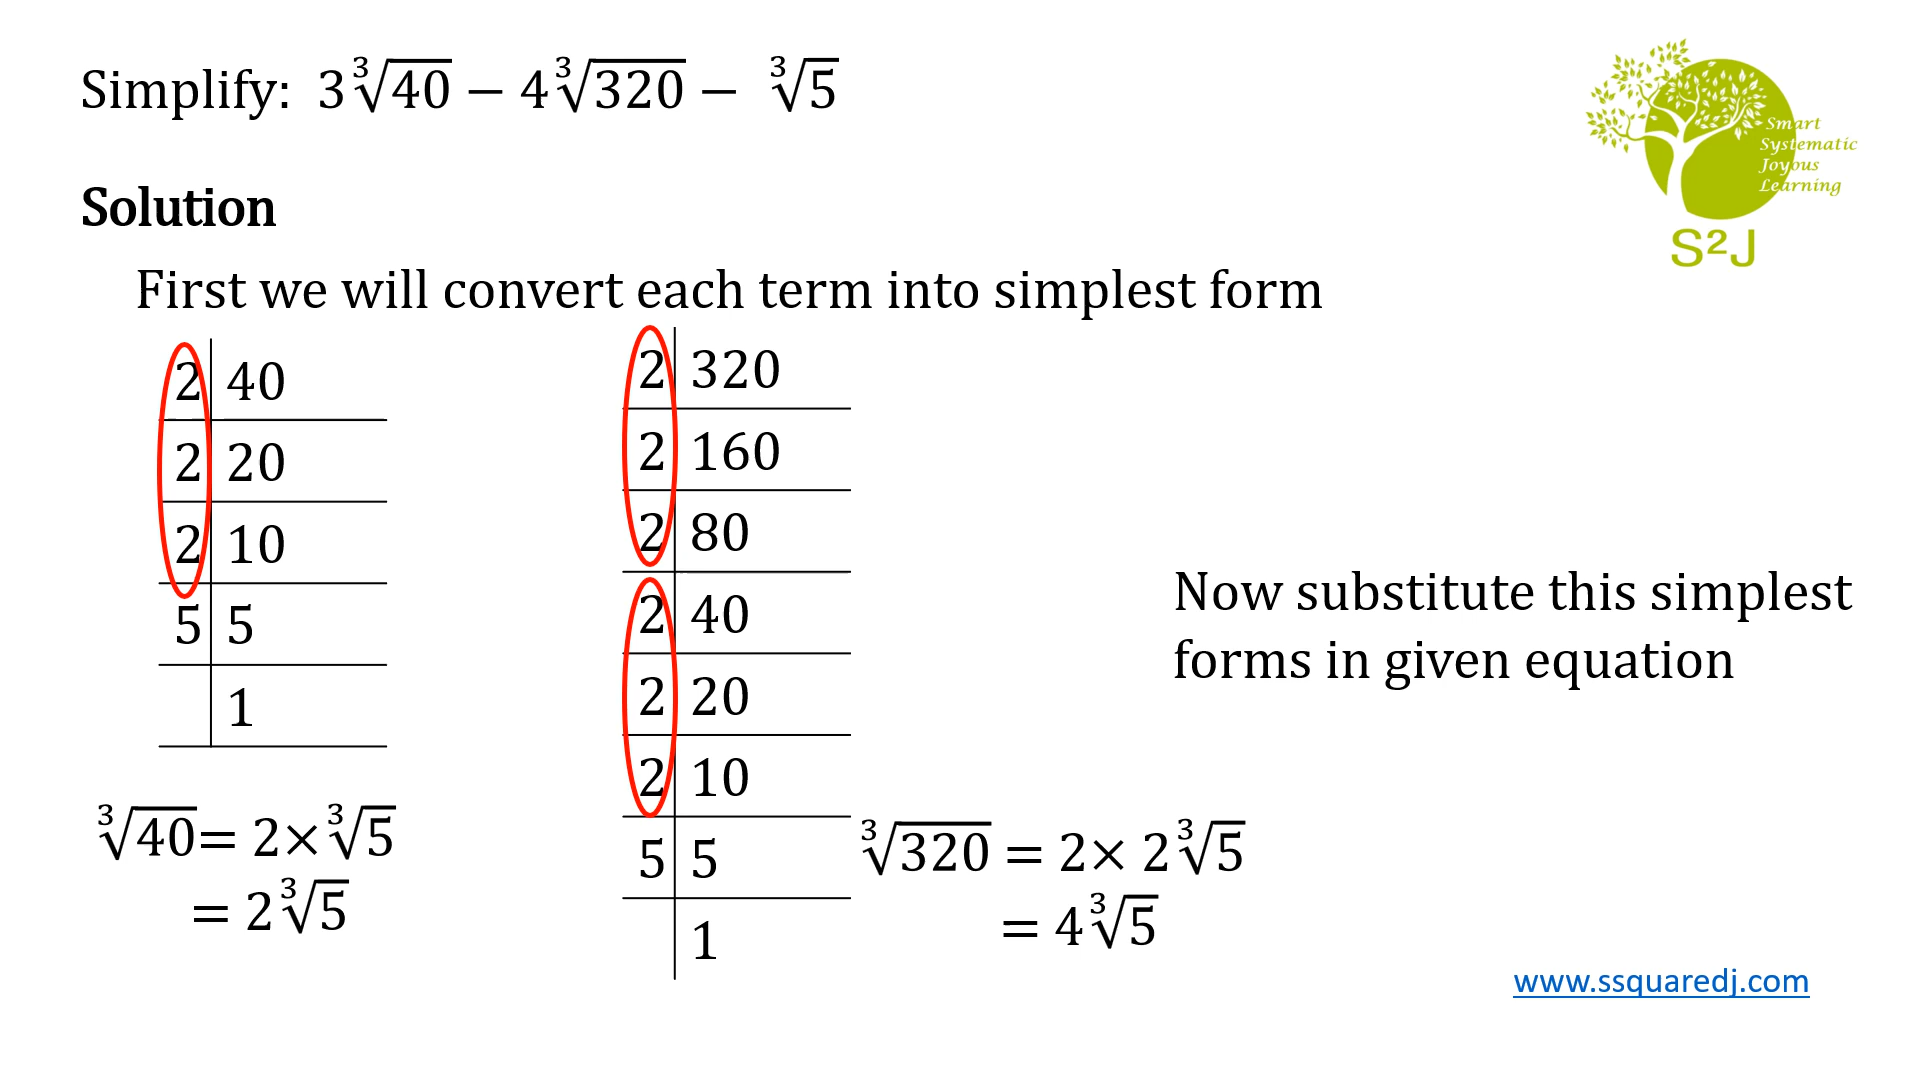 Simplify: 3∛40 − 4∛320 − ∛5
Smart
Systematic
Joyous
Learning
S²J
Solution
First we will convert each term into simplest form
2 40
2 20
2 10
5 5
1
∛40= 2×∛5
= 2∛5
2 320
2 160
2 80
2 40
2 20
2 10
5 5
1
∛320 = 2× 2∛5
= 4∛5
Now substitute this simplest
forms in given equation
www.ssquaredj.com